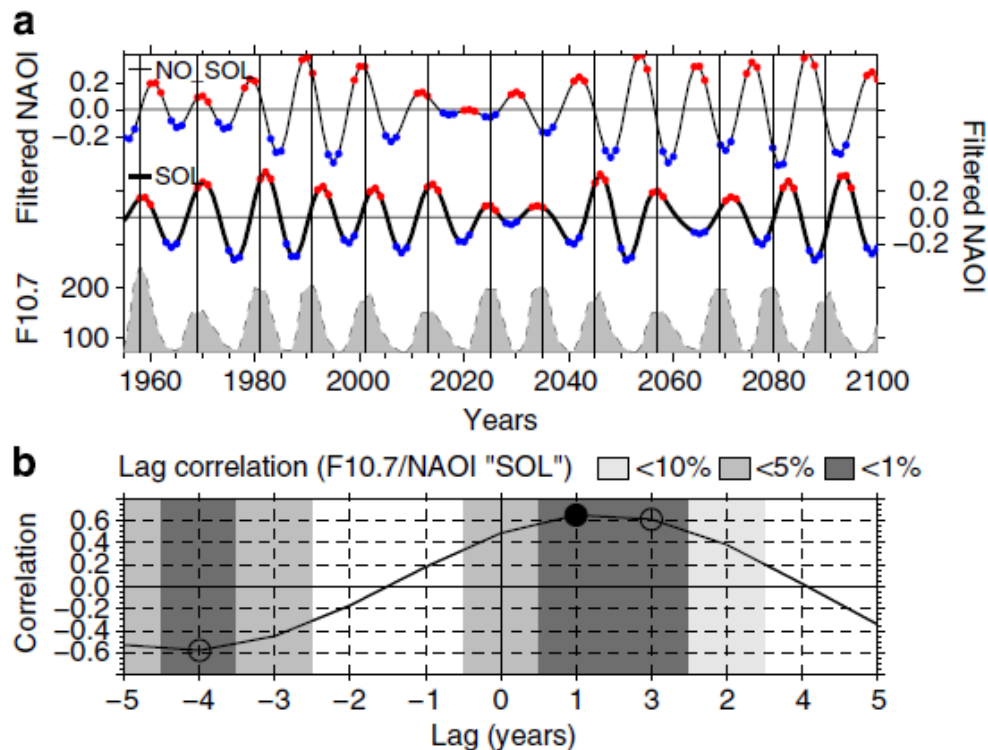 a
Filtered NAOI
0.2
0.0
−0.2
NO_SOL
SOL
Filtered NAOI
0.2
0.0
−0.2
F10.7
200
100
1960 1980 2000 2020 2040 2060 2080 2100
Years
b
Lag correlation (F10.7/NAOI "SOL") <10% <5% <1%
Correlation
0.6
0.4
0.2
0.0
−0.2
−0.4
−0.6
−5 −4 −3 −2 −1 0 1 3 2 4 5
Lag (years)